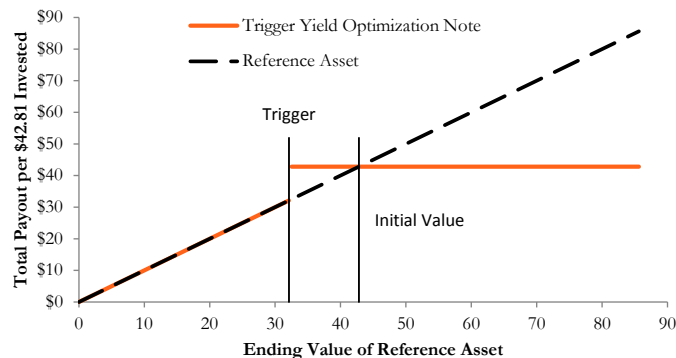 Trigger Yield Optimization Note
Reference Asset
Total Payout per $42.81 Invested
$90
$80
$70
$60
$50
$40
$30
$20
$10
$0
Trigger
Initial Value
0 10 20 30 40 50 60 70 80 90
Ending Value of Reference Asset